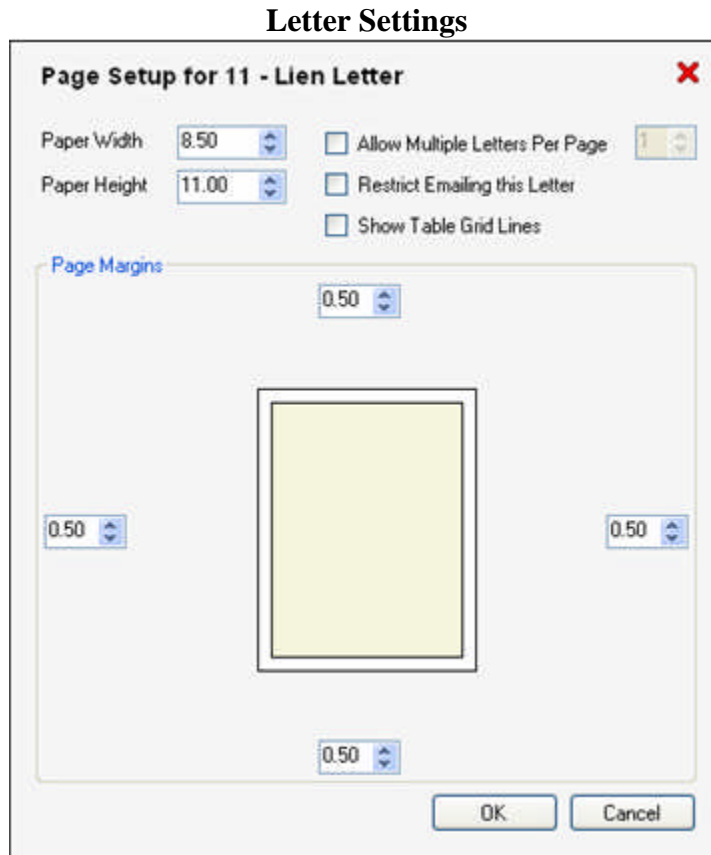 Letter Settings
Page Setup for 11 - Lien Letter
Paper Width 8.50 Allow Multiple Letters Per Page 1
Paper Height 11.00 Restrict Emailing this Letter
Show Table Grid Lines
Page Margins
0.50
0.50 0.50
0.50
OK Cancel